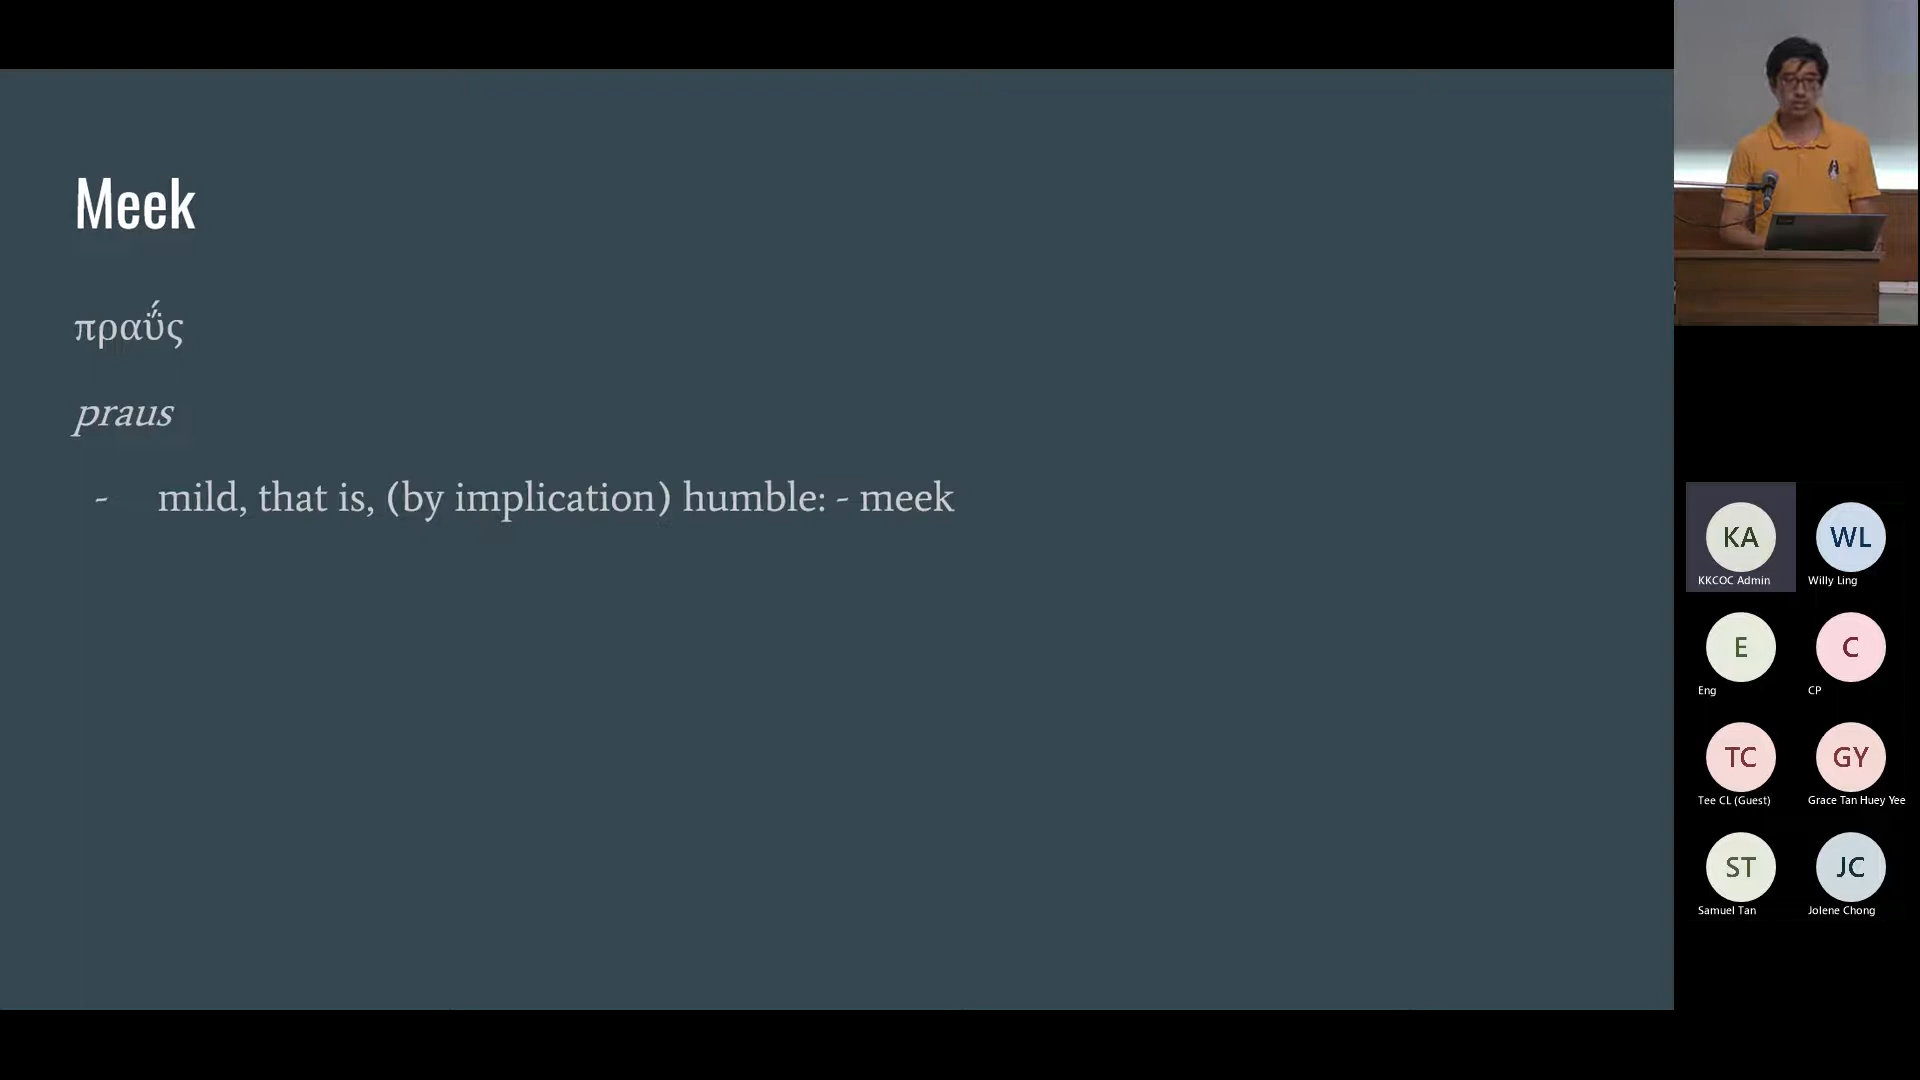 Meek
πραΰ́ς
praus
- mild, that is, (by implication) humble: - meek
KA
KKCOC Admin
WL
Willy Ling
E
Eng
C
CP
TC
Tee CL (Guest)
GY
Grace Tan Huey Yee
ST
Samuel Tan
JC
Jolene Chong